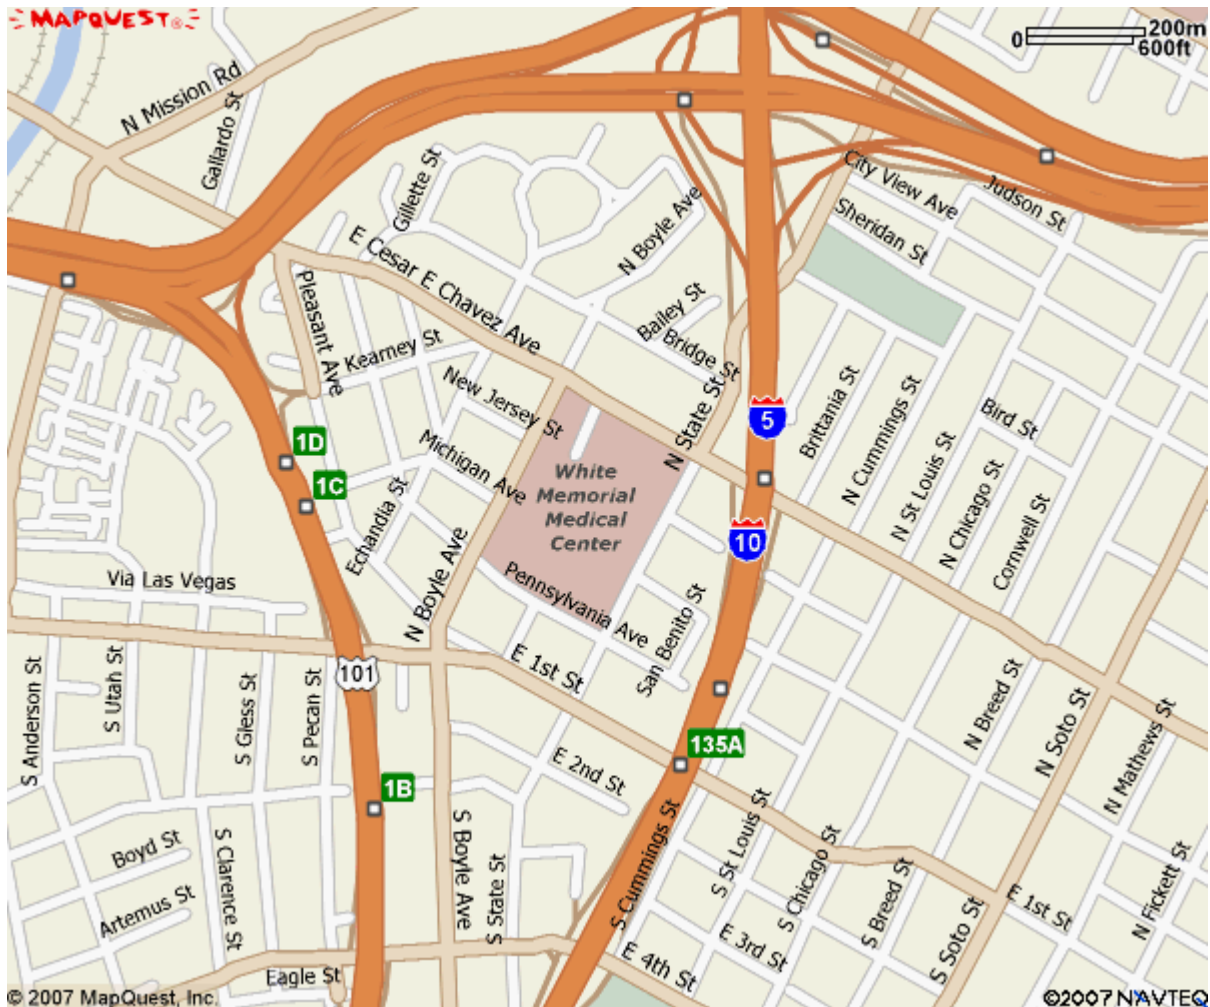 MAPQUEST®
0 200m
600ft
N Mission Rd
Gallardo St
Gillette St
N Boyle Ave
City View Ave
Judson St
Sheridan St
E Cesar E Chavez Ave
Pleasant Ave
Bailey St
Bridge St
Kearney St
New Jersey St
N State St
5
Brittania St
N Cummings St
Bird St
1D
1C
Michigan Ave
White
Memorial
Medical
Center
N St Louis St
N Chicago St
Cornwell St
10
Echandia St
Via Las Vegas
N Boyle Ave
Pennsylvania Ave
San Benito St
E 1st St
101
S Anderson St
S Utah St
S Gless St
S Pecan St
N Breed St
N Soto St
N Mathews St
135A
E 2nd St
1B
Boyd St
S Clarence St
Artemus St
S Boyle Ave
S State St
S Cummings St
S St Louis St
S Chicago St
S Breed St
E 1st St
N Fickett St
E 3rd St
S Soto St
E 4th St
Eagle St
© 2007 MapQuest, Inc.
©2007 NAVTEQ